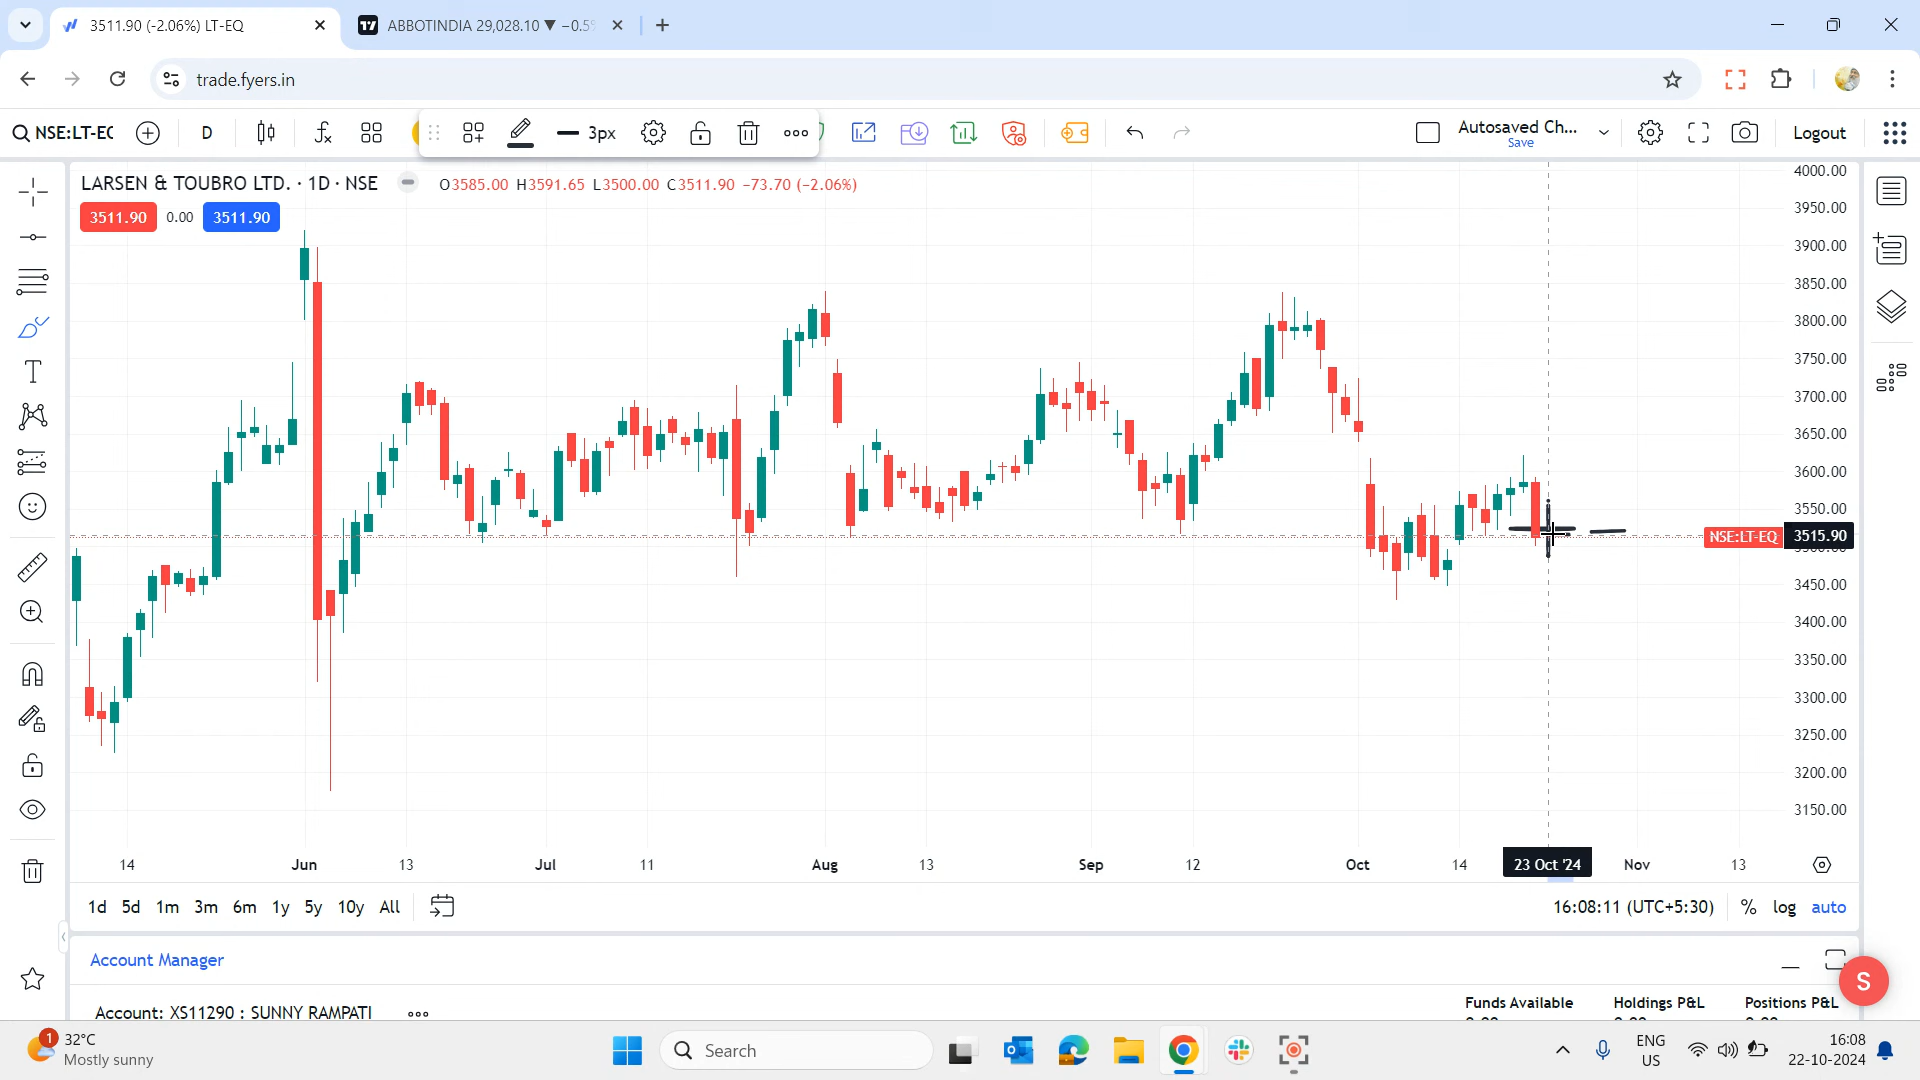 3511.90 (-2.06%) LT-EQ
ABBOTINDIA 29,028.10 ▼ −0.5
trade.fyers.in
NSE:LT-EC
D
3px
Autosaved Ch...
Save
Logout
LARSEN & TOUBRO LTD. · 1D · NSE
O3585.00 H3591.65 L3500.00 C3511.90 −73.70 (−2.06%)
3511.90 0.00 3511.90
4000.00
3950.00
3900.00
3850.00
3800.00
3750.00
3700.00
3650.00
3600.00
3550.00
NSE:LT-EQ 3515.90
3450.00
3400.00
3350.00
3300.00
3250.00
3200.00
3150.00
14 Jun 13 Jul 11 Aug 13 Sep 12 Oct 14 23 Oct '24 Nov 13
1d 5d 1m 3m 6m 1y 5y 10y All
16:08:11 (UTC+5:30) % log auto
Account Manager
S
Account: XS11290 : SUNNY RAMPATI
Funds Available Holdings P&L Positions P&L
1
32°C
Mostly sunny
Search
ENG
US
16:08
22-10-2024